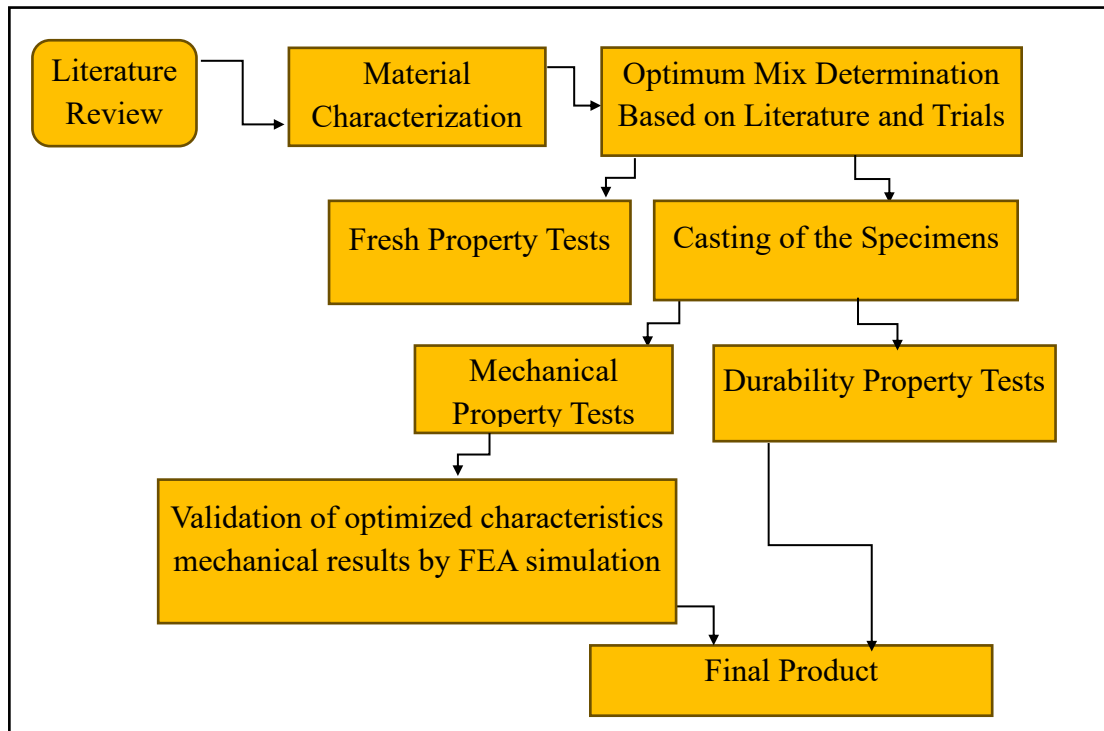 Literature
Review
Material
Characterization
Optimum Mix Determination
Based on Literature and Trials
Fresh Property Tests
Casting of the Specimens
Mechanical
Property Tests
Durability Property Tests
Validation of optimized characteristics
mechanical results by FEA simulation
Final Product